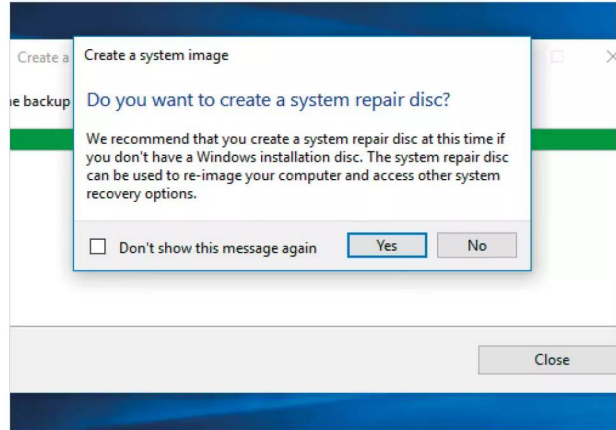 Create a
Create a system image
e backup
Do you want to create a system repair disc?
We recommend that you create a system repair disc at this time if
you don't have a Windows installation disc. The system repair disc
can be used to re-image your computer and access other system
recovery options.
Don't show this message again
Yes
No
Close